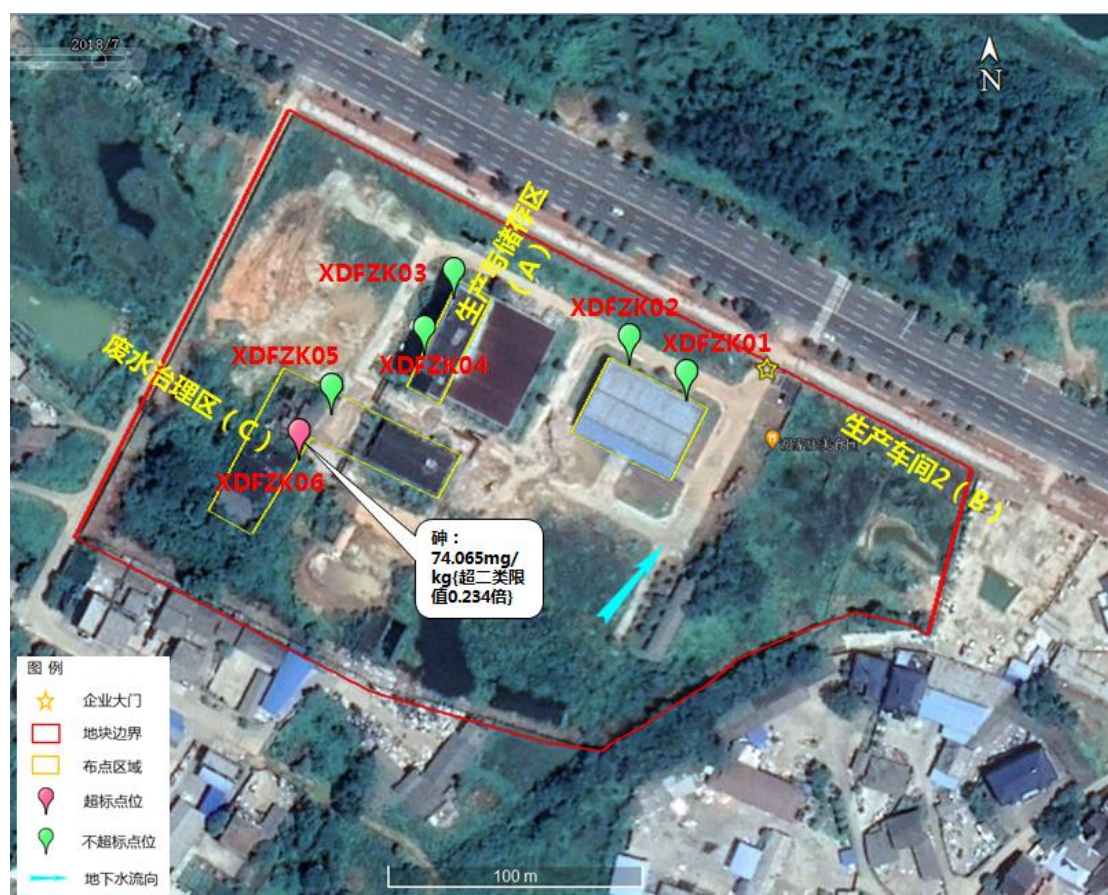 2018/7
N
生产与储存区
（A）
XDFZK03
XDFZK02
XDFZK01
XDFZK05
XDFZK04
废水治理区（C）
生产车间2（B）
XDFZK06
砷：
74.065mg/
kg{超二类限
值0.234倍}
图 例
企业大门
地块边界
布点区域
超标点位
不超标点位
地下水流向
100 m